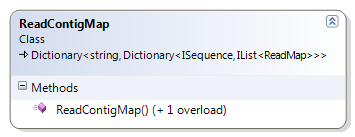 ReadContigMap
Class
Dictionary<string, Dictionary<ISequence,IList<ReadMap>>>
Methods
ReadContigMap() (+ 1 overload)